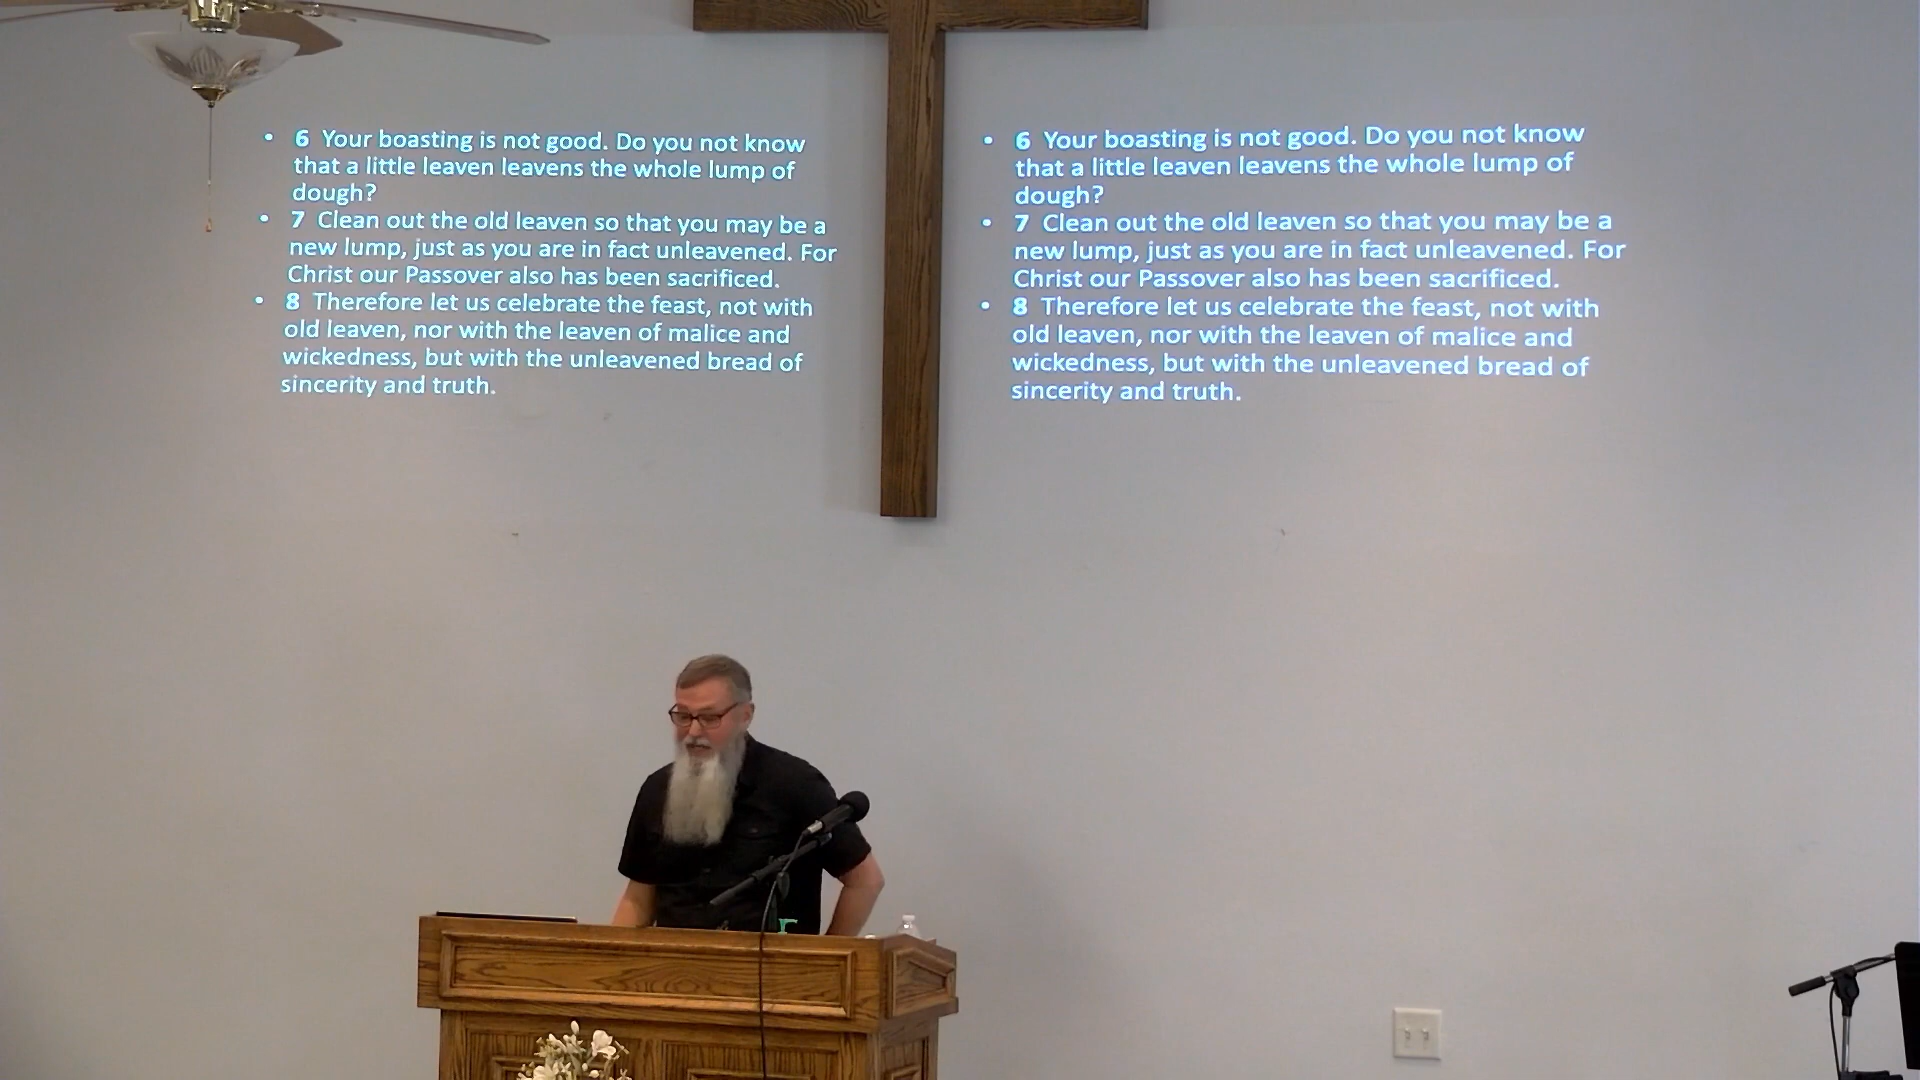 • 6 Your boasting is not good. Do you not know
that a little leaven leavens the whole lump of
dough?
• 7 Clean out the old leaven so that you may be a
new lump, just as you are in fact unleavened. For
Christ our Passover also has been sacrificed.
• 8 Therefore let us celebrate the feast, not with
old leaven, nor with the leaven of malice and
wickedness, but with the unleavened bread of
sincerity and truth.
• 6 Your boasting is not good. Do you not know
that a little leaven leavens the whole lump of
dough?
• 7 Clean out the old leaven so that you may be a
new lump, just as you are in fact unleavened. For
Christ our Passover also has been sacrificed.
• 8 Therefore let us celebrate the feast, not with
old leaven, nor with the leaven of malice and
wickedness, but with the unleavened bread of
sincerity and truth.